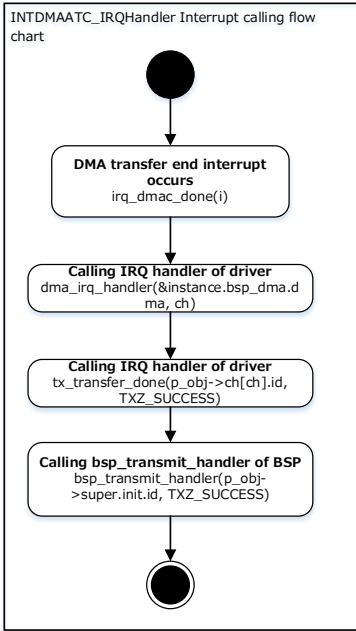 INTDMAATC_IRQHandler Interrupt calling flow
chart
DMA transfer end interrupt
occurs
irq_dmac_done(i)
Calling IRQ handler of driver
dma_irq_handler(&instance.bsp_dma.d
ma, ch)
Calling IRQ handler of driver
tx_transfer_done(p_obj->ch[ch].id,
TXZ_SUCCESS)
Calling bsp_transmit_handler of BSP
bsp_transmit_handler(p_obj-
>super.init.id, TXZ_SUCCESS)